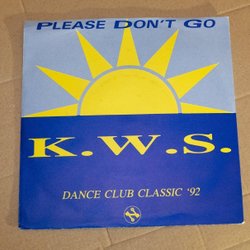 PLEASE DON'T GO
K.W.S.
DANCE CLUB CLASSIC '92